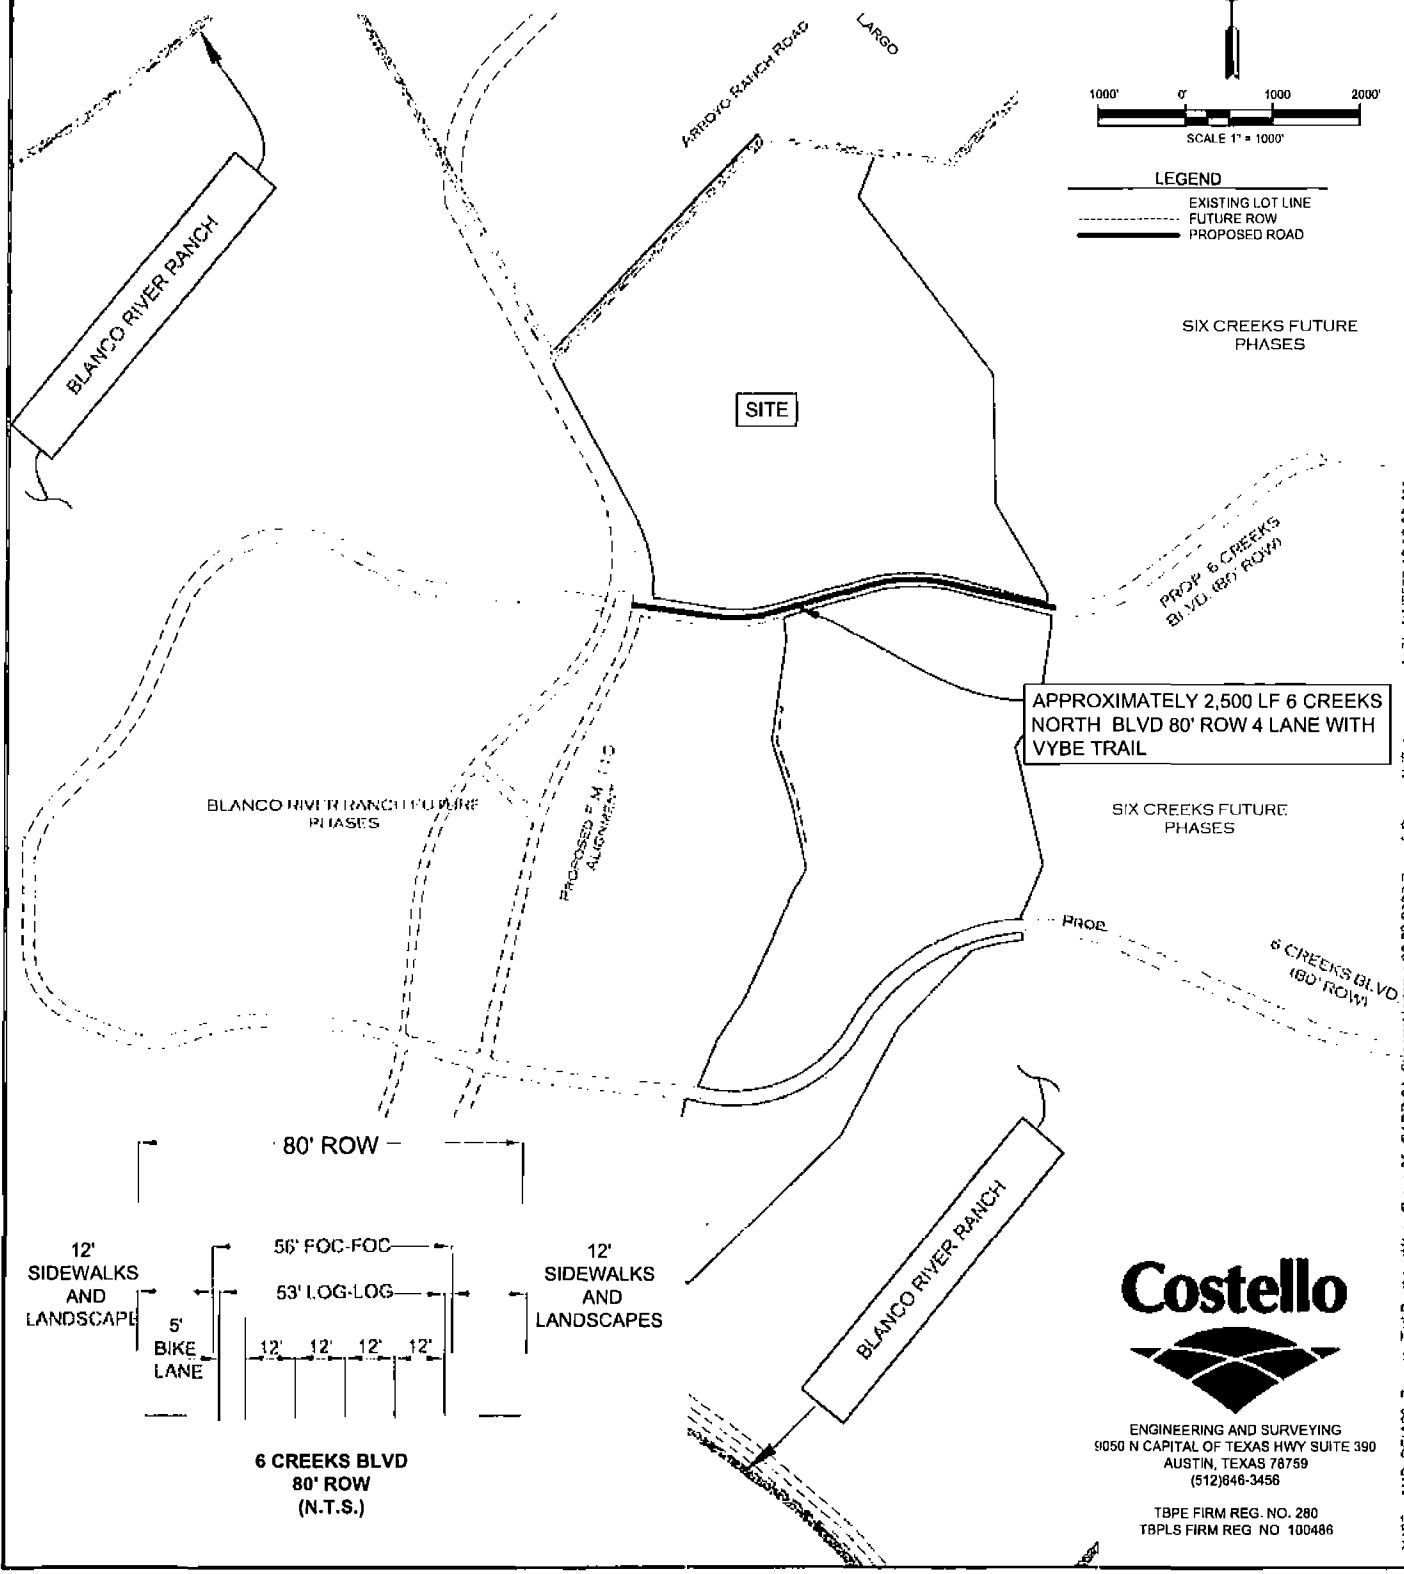 ARROYO RANCH ROAD
LARGO
1000' 0' 1000 2000'
SCALE 1" = 1000'
LEGEND
EXISTING LOT LINE
FUTURE ROW
PROPOSED ROAD
BLANCO RIVER RANCH
SIX CREEKS FUTURE
PHASES
SITE
PROP. 6 CREEKS
BLVD. (80' ROW)
APPROXIMATELY 2,500 LF 6 CREEKS
NORTH BLVD 80' ROW 4 LANE WITH
VYBE TRAIL
BLANCO RIVER RANCH FUTURE
PHASES
PROPOSED F.M. 110
ALIGNMENT
SIX CREEKS FUTURE
PHASES
PROP.
6 CREEKS BLVD.
(80' ROW)
80' ROW
12'
SIDEWALKS
AND
LANDSCAPE
56' FOC-FOC
53' LOG-LOG
12'
SIDEWALKS
AND
LANDSCAPES
5'
BIKE
LANE
12' 12' 12' 12'
6 CREEKS BLVD
80' ROW
(N.T.S.)
BLANCO RIVER RANCH
Costello
ENGINEERING AND SURVEYING
9050 N CAPITAL OF TEXAS HWY SUITE 390
AUSTIN, TEXAS 78759
(512)646-3456
TBPE FIRM REG. NO. 280
TBPLS FIRM REG NO 100486